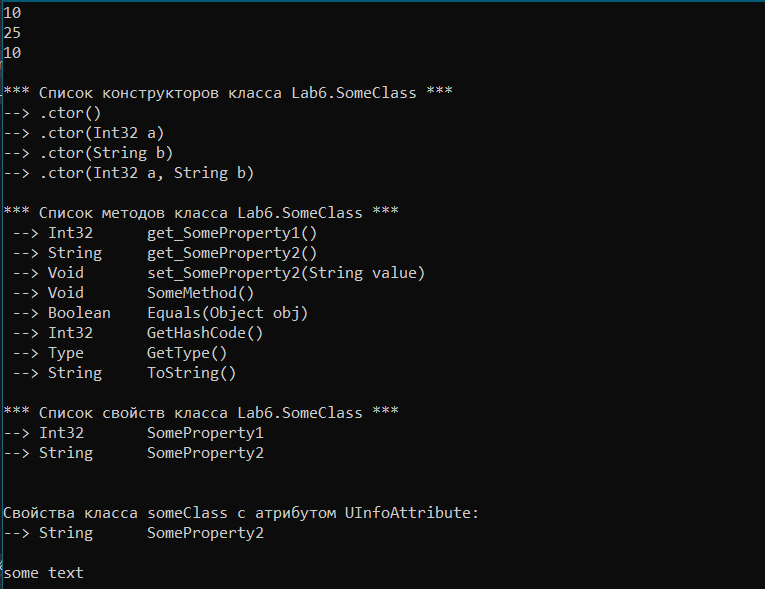 10
25
10
*** Список конструкторов класса Lab6.SomeClass ***
--> .ctor()
--> .ctor(Int32 a)
--> .ctor(String b)
--> .ctor(Int32 a, String b)
*** Список методов класса Lab6.SomeClass ***
--> Int32 get_SomeProperty1()
--> String get_SomeProperty2()
--> Void set_SomeProperty2(String value)
--> Void SomeMethod()
--> Boolean Equals(Object obj)
--> Int32 GetHashCode()
--> Type GetType()
--> String ToString()
*** Список свойств класса Lab6.SomeClass ***
--> Int32 SomeProperty1
--> String SomeProperty2
Свойства класса someClass с атрибутом UInfoAttribute:
--> String SomeProperty2
some text